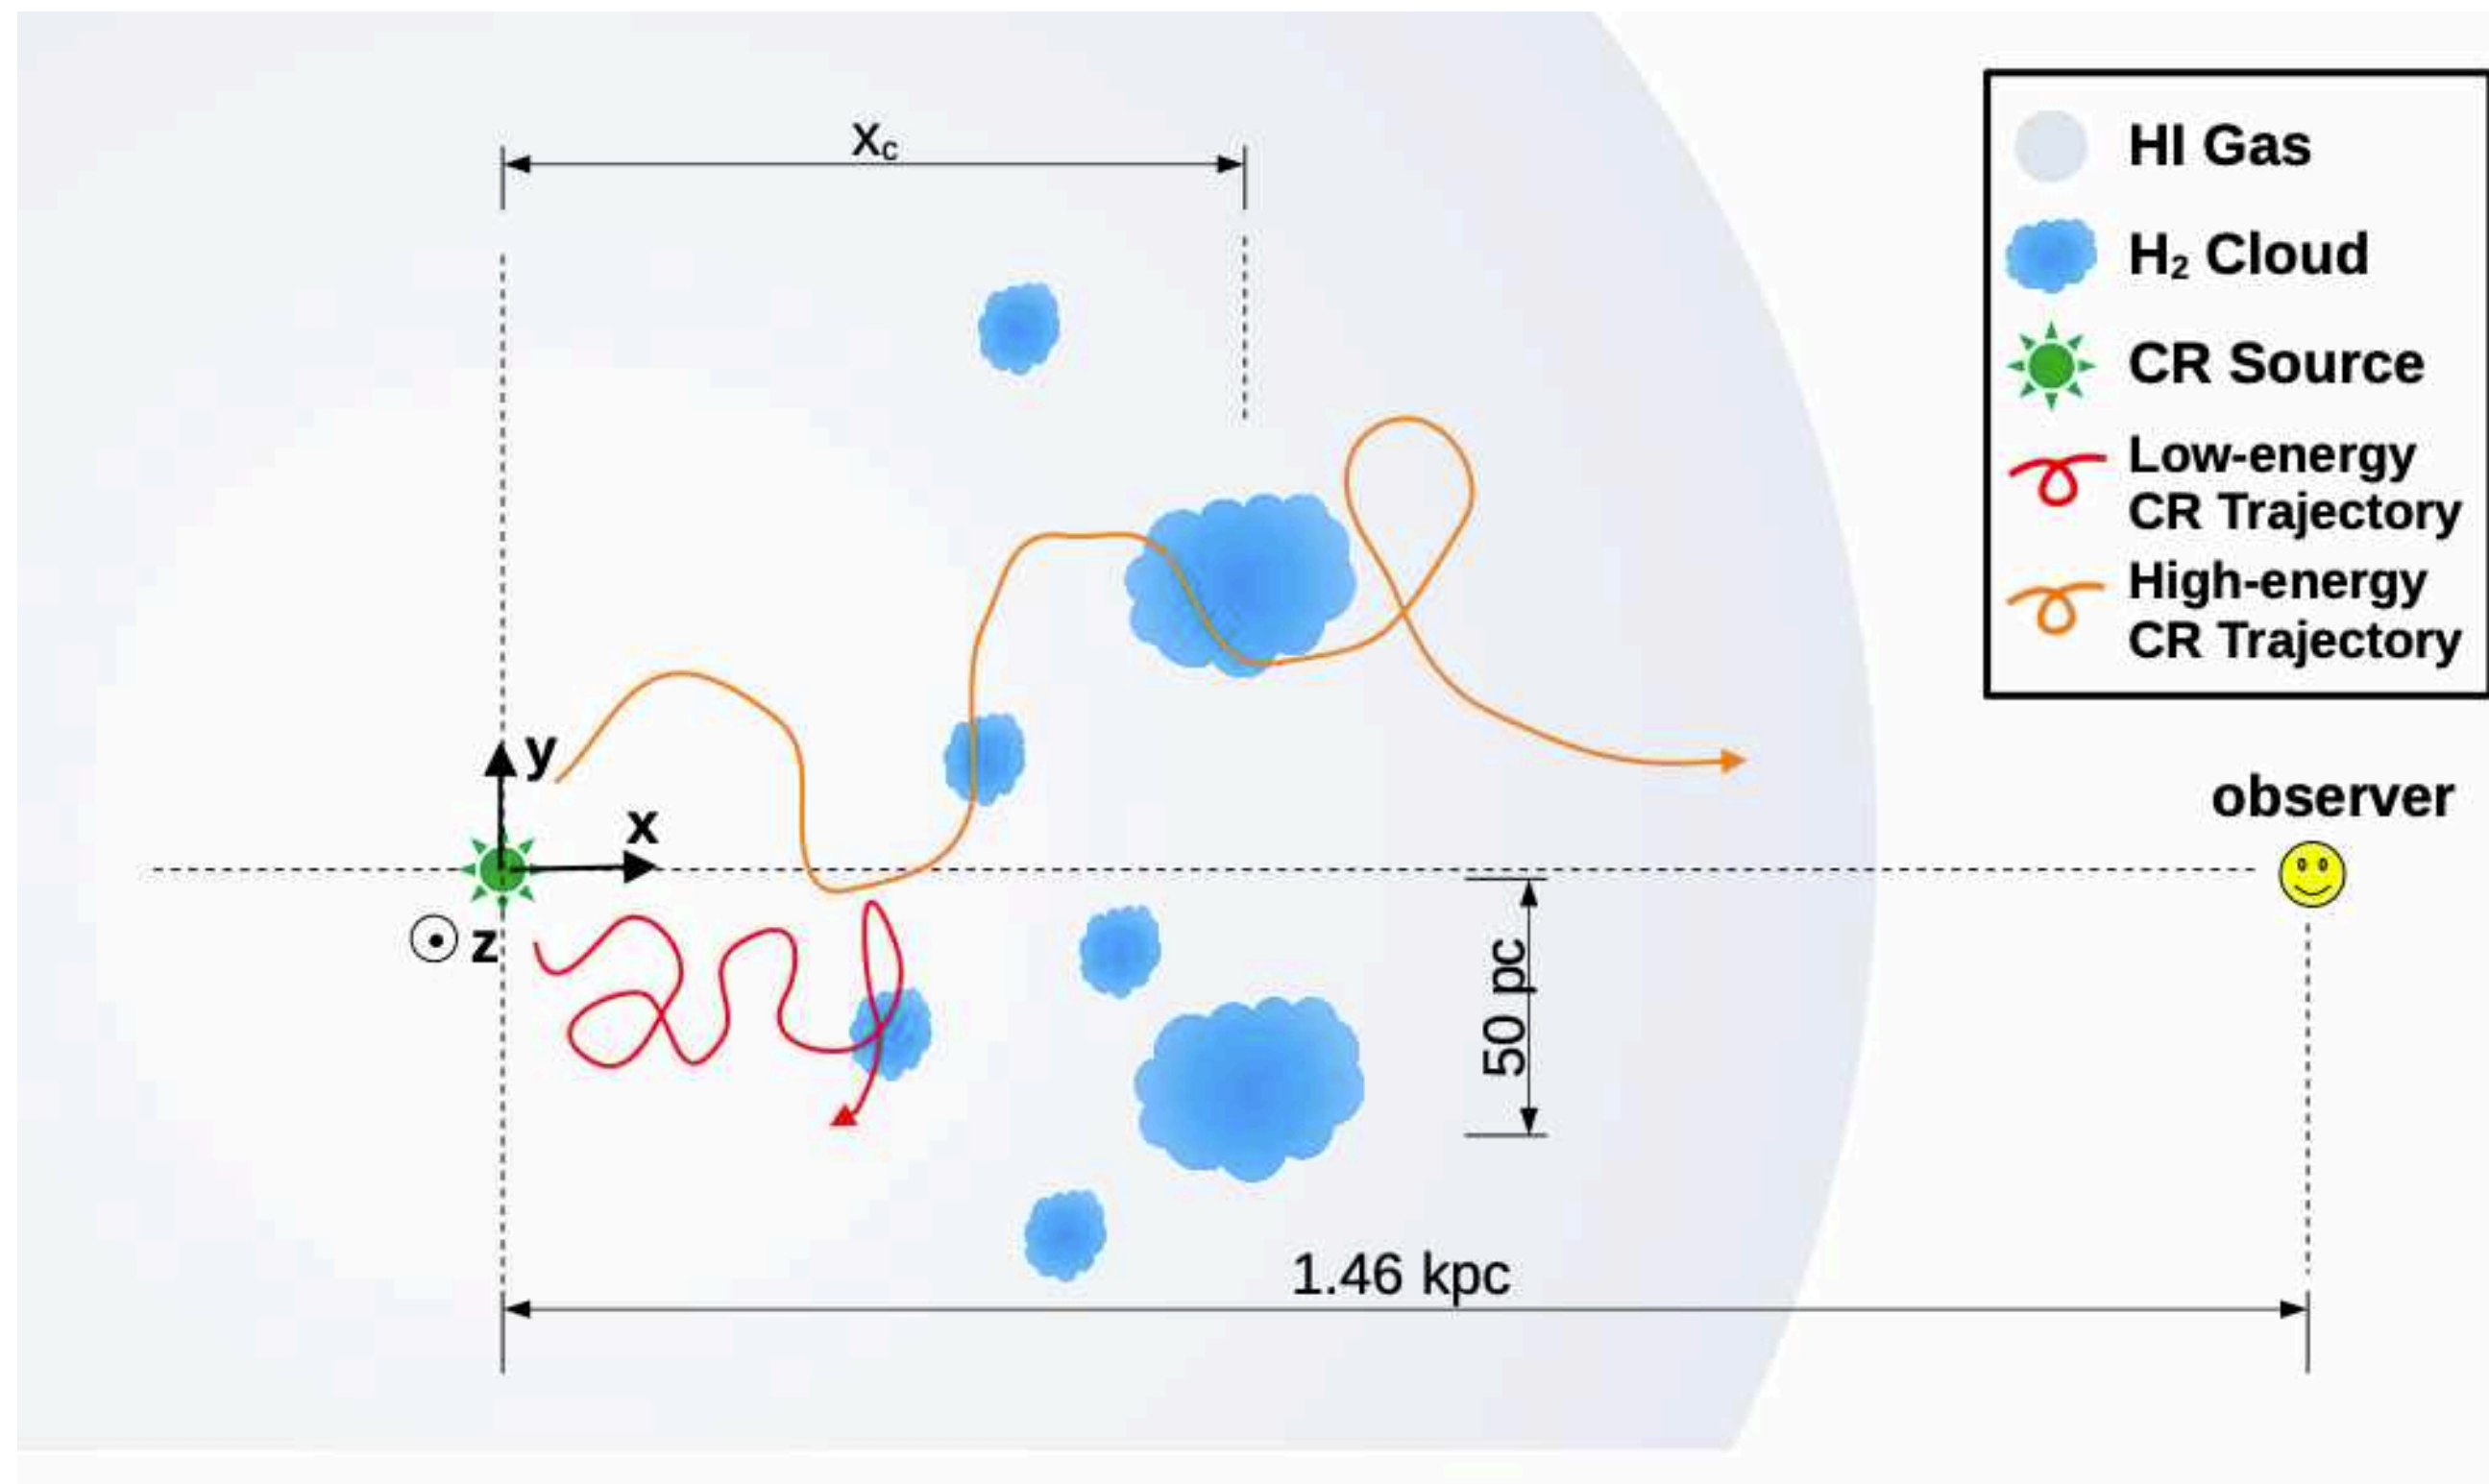 xc
HI Gas
H₂ Cloud
CR Source
Low-energy
CR Trajectory
High-energy
CR Trajectory
y
x
z
observer
50 pc
1.46 kpc